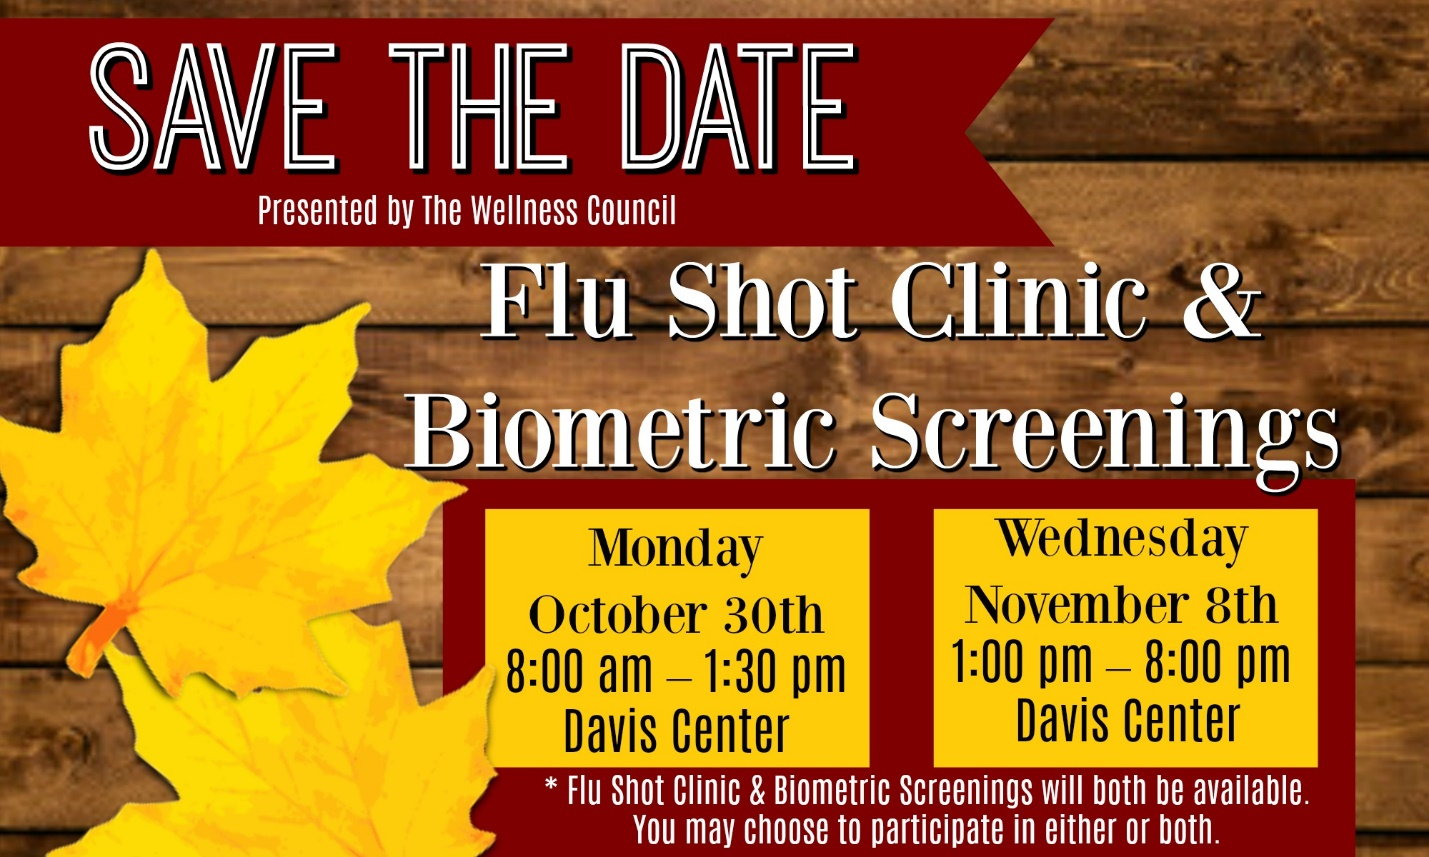 SAVE THE DATE
Presented by The Wellness Council
Flu Shot Clinic &
Biometric Screenings
Monday
October 30th
8:00 am – 1:30 pm
Davis Center
Wednesday
November 8th
1:00 pm – 8:00 pm
Davis Center
* Flu Shot Clinic & Biometric Screenings will both be available.
You may choose to participate in either or both.